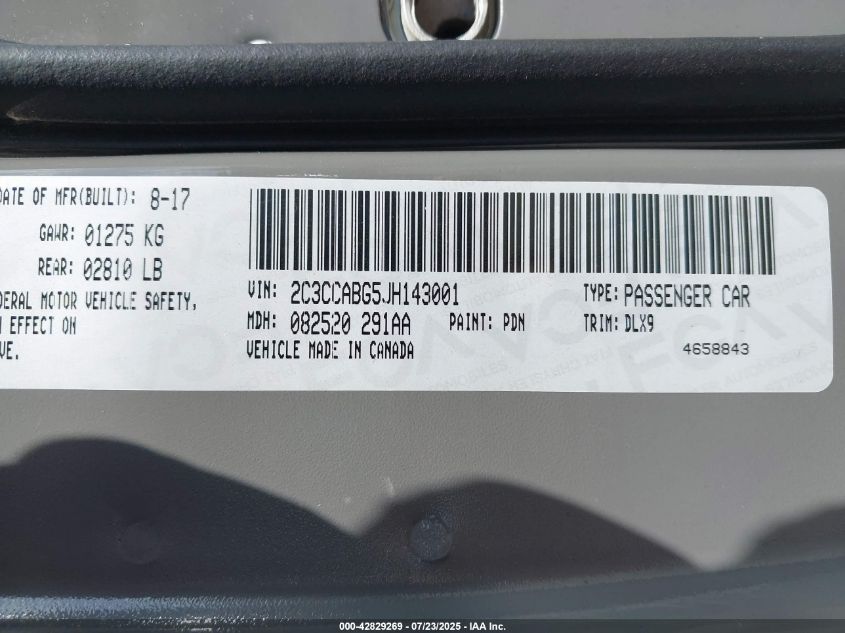 DATE OF MFR(BUILT): 8-17
GAWR: 01275 KG
REAR: 02810 LB
DERAL MOTOR VEHICLE SAFETY,
N EFFECT ON
VE.
VIN: 2C3CCABG5JH143001 TYPE: PASSENGER CAR
MDH: 082520 291AA PAINT: PDN TRIM: DLX9
VEHICLE MADE IN CANADA 4658843
000-42829269 - 07/23/2025 - IAA Inc.